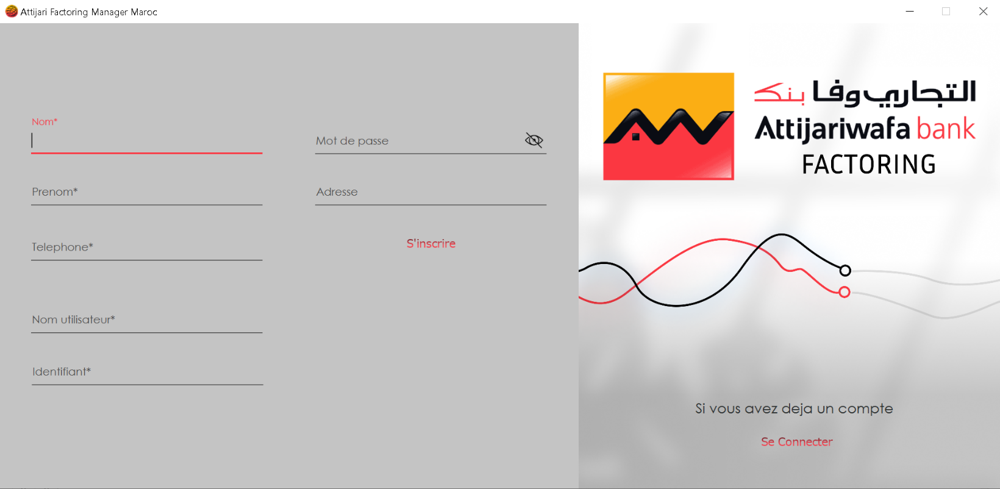 Attijari Factoring Manager Maroc
Nom*
Prenom*
Telephone*
Nom utilisateur*
Identifiant*
Mot de passe
Adresse
S'inscrire
التجاري وفا بنك
Attijariwafa bank
FACTORING
Si vous avez deja un compte
Se Connecter